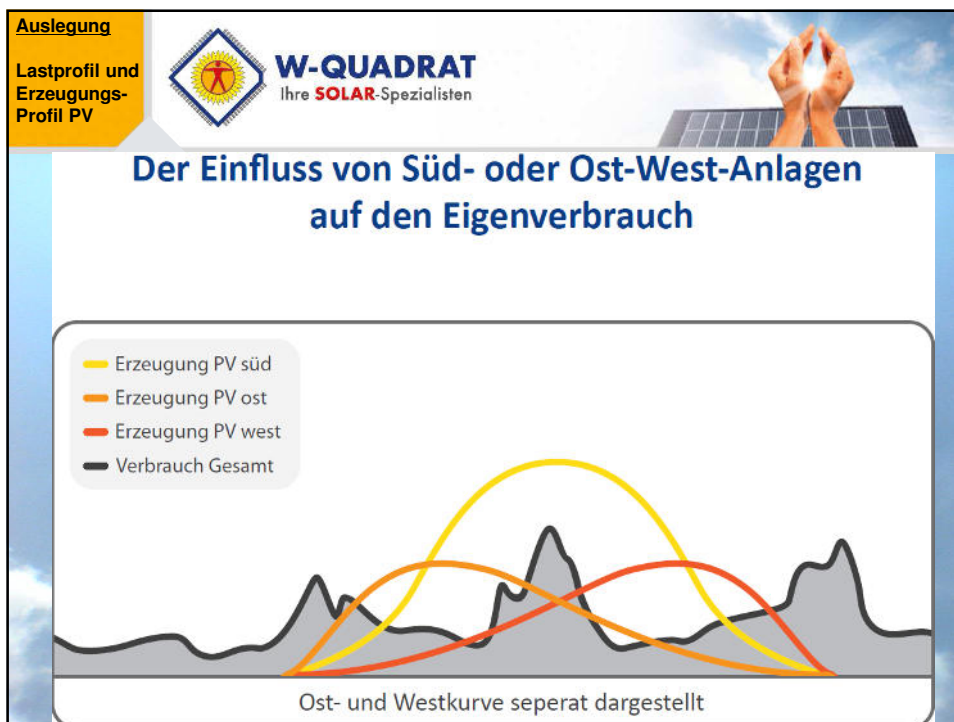 Auslegung
Lastprofil und
Erzeugungs-
Profil PV
W-QUADRAT
Ihre SOLAR-Spezialisten
Der Einfluss von Süd- oder Ost-West-Anlagen
auf den Eigenverbrauch
Erzeugung PV süd
Erzeugung PV ost
Erzeugung PV west
Verbrauch Gesamt
Ost- und Westkurve seperat dargestellt